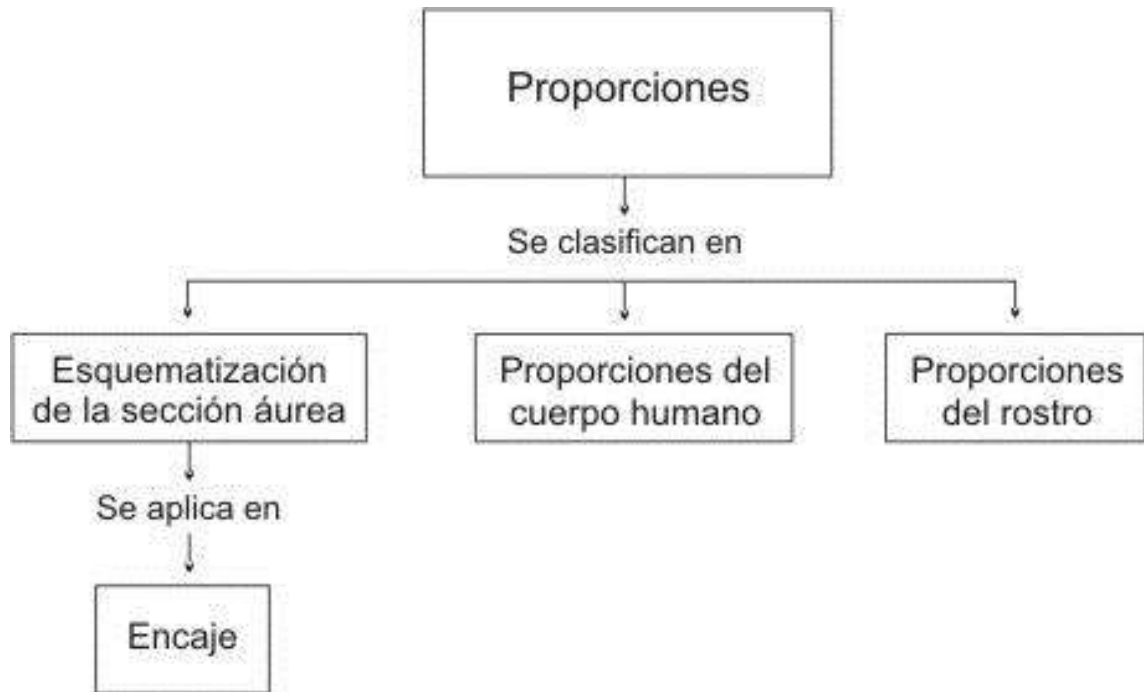 Proporciones
Se clasifican en
Esquematización
de la sección áurea
Proporciones del
cuerpo humano
Proporciones
del rostro
Se aplica en
Encaje